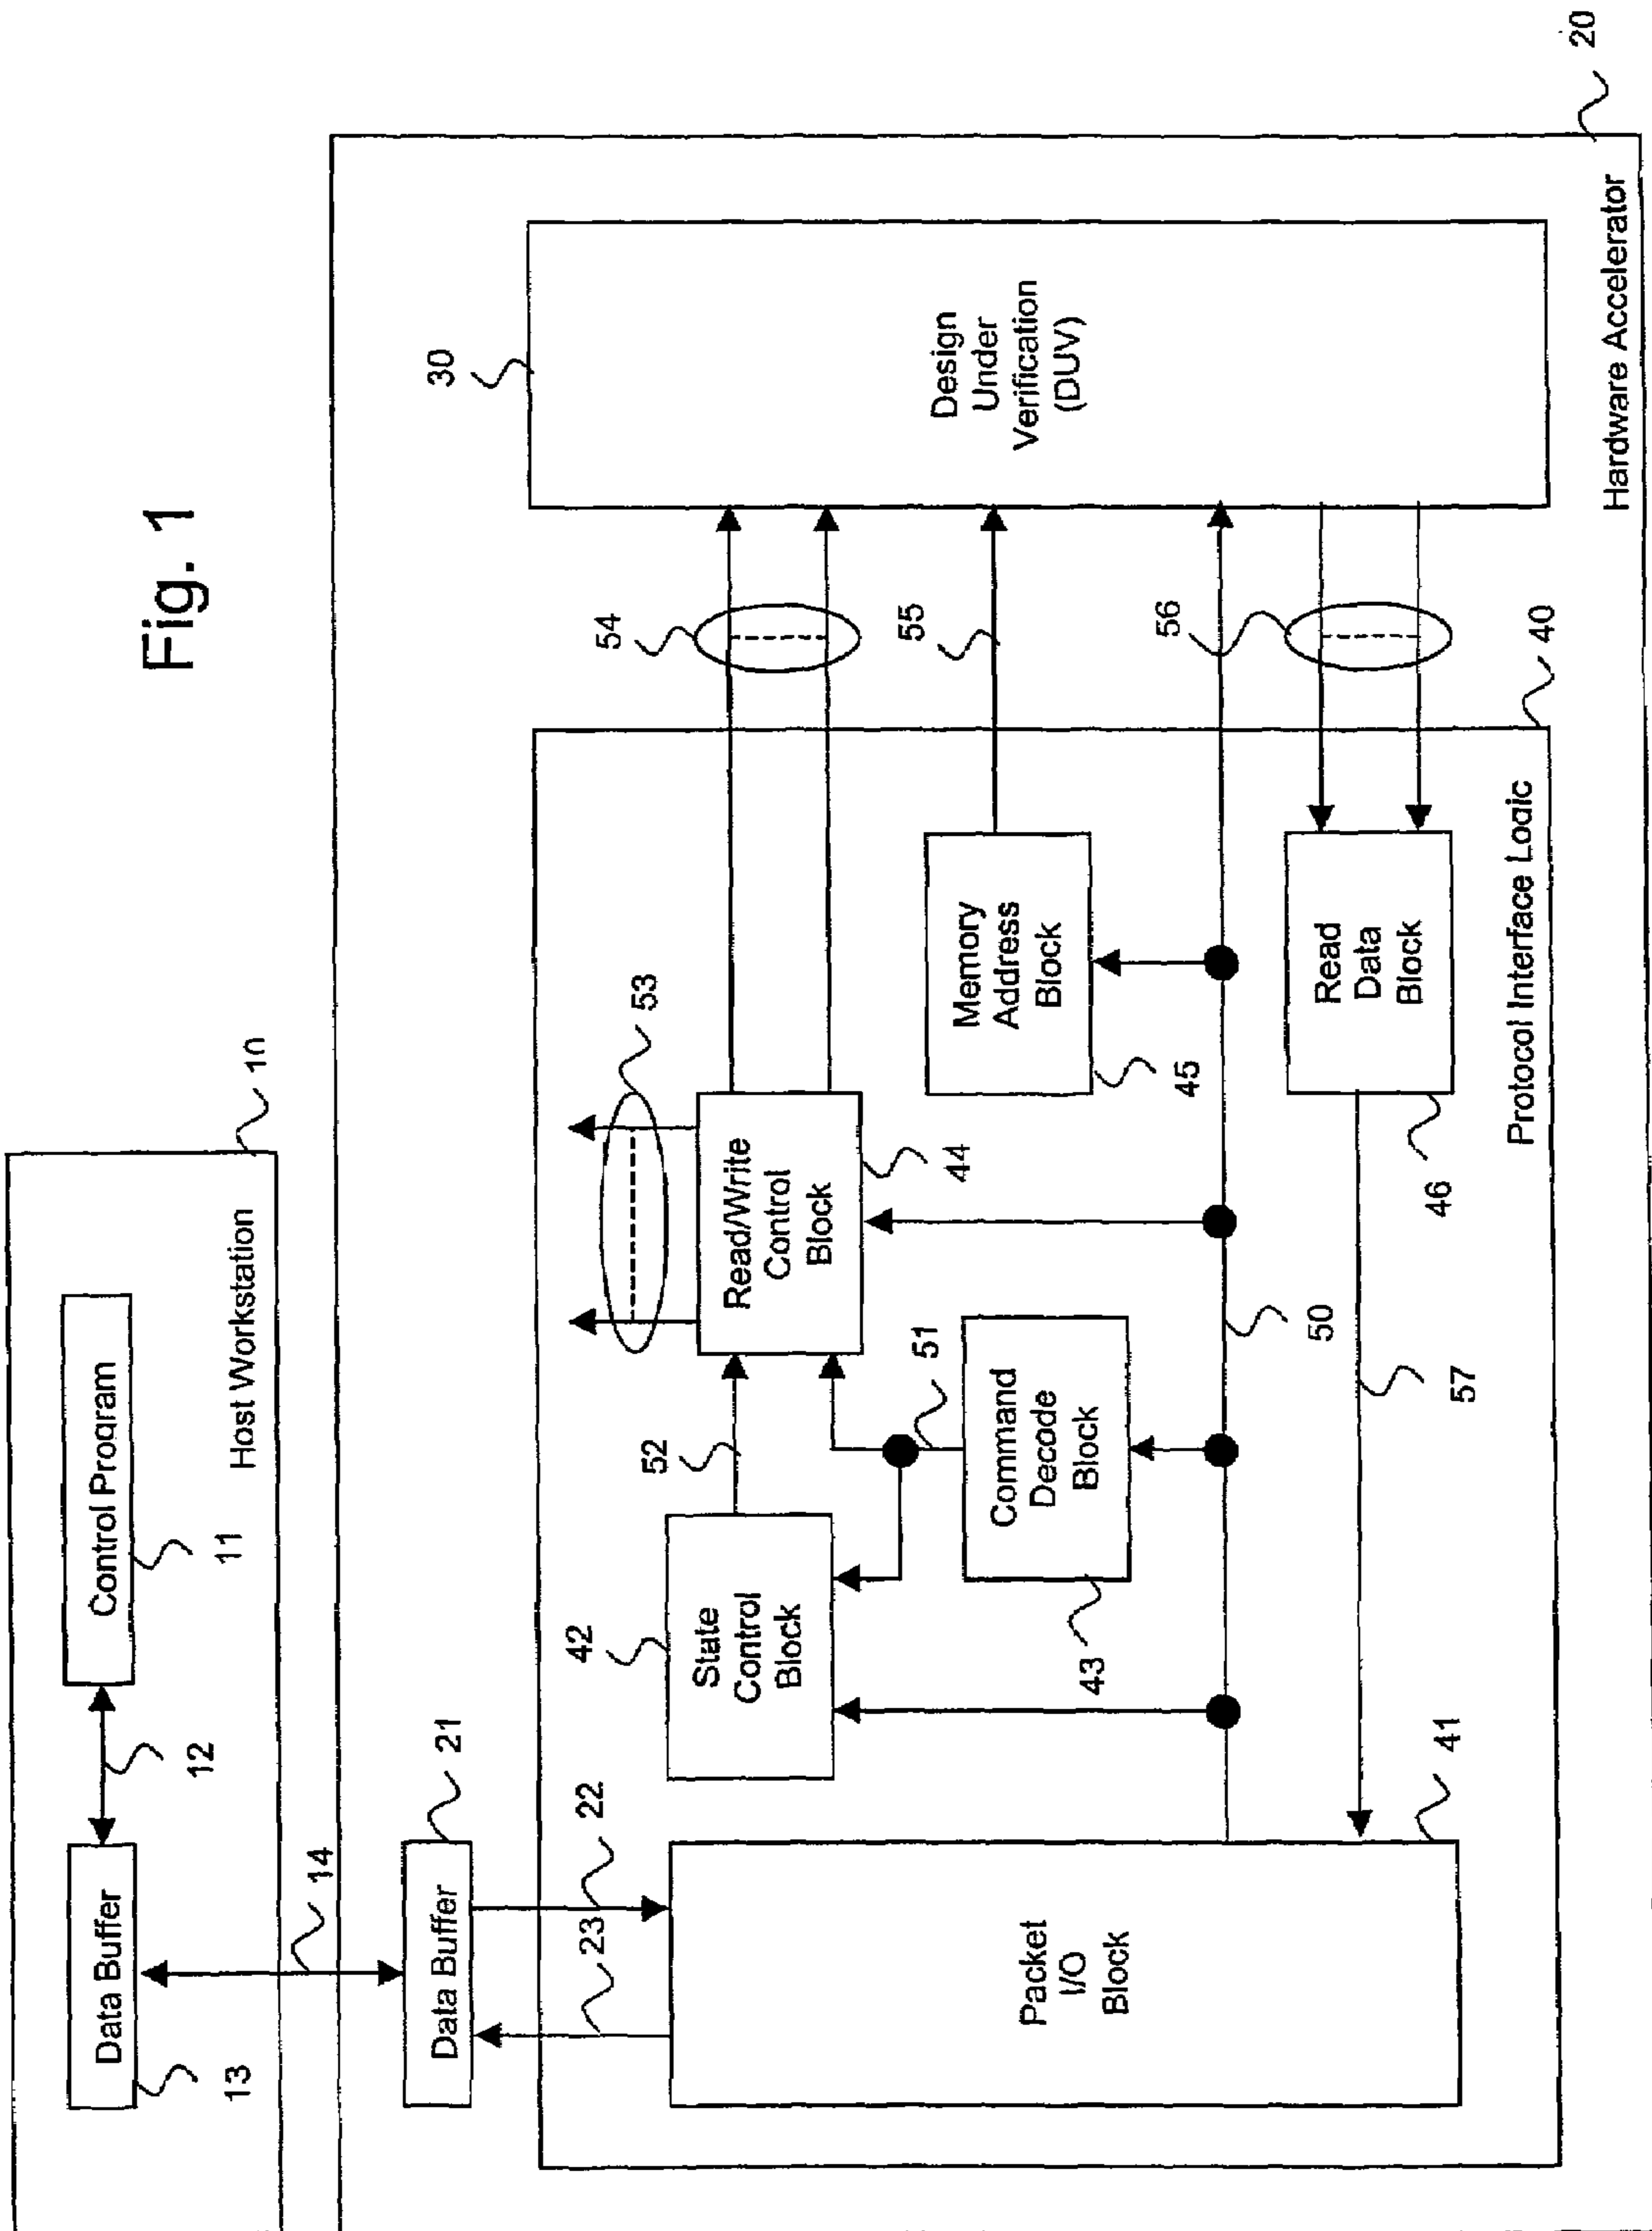 Fig. 1
13
Data Buffer
12
11
Control Program
Host Workstation
10
14
Data Buffer
21
23
22
Packet
I/O
Block
41
42
State
Control
Block
52
43
Command
Decode
Block
51
53
Read/Write
Control
Block
44
50
57
Memory
Address
Block
45
Read
Data
Block
46
Protocol Interface Logic
40
54
55
56
30
Design
Under
Verification
(DUV)
Hardware Accelerator
20